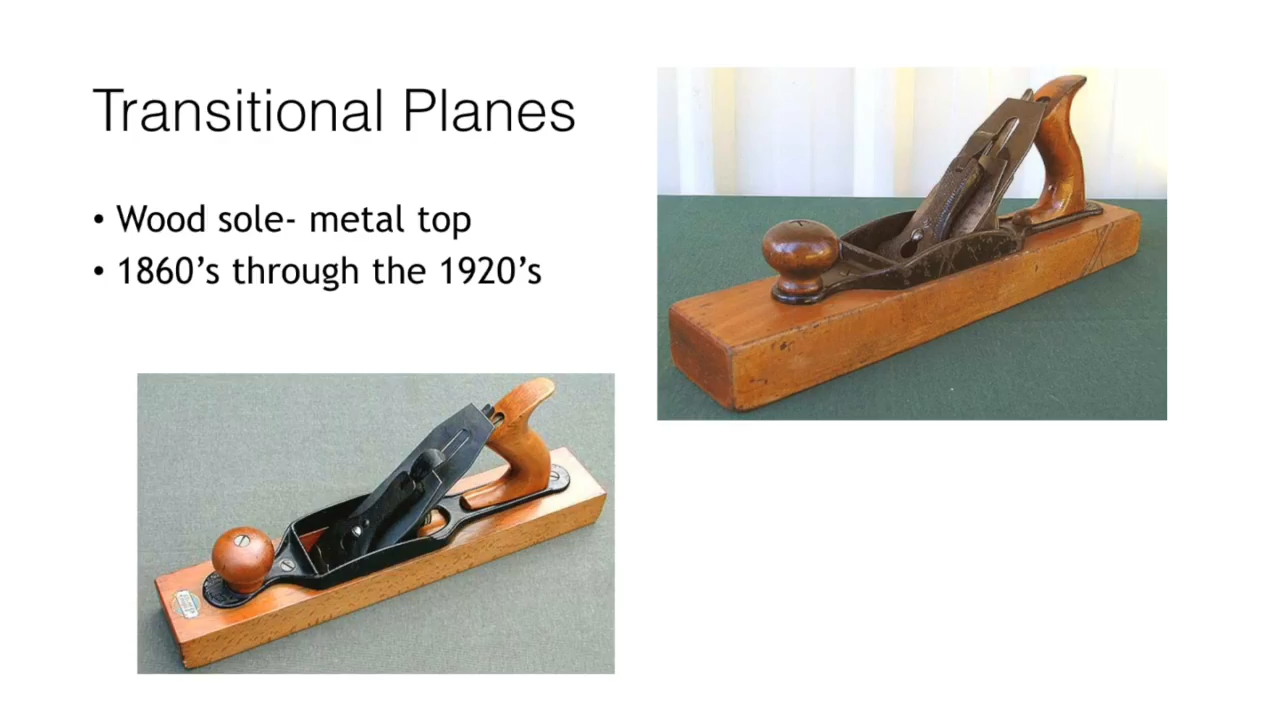 Transitional Planes
• Wood sole- metal top
• 1860’s through the 1920’s